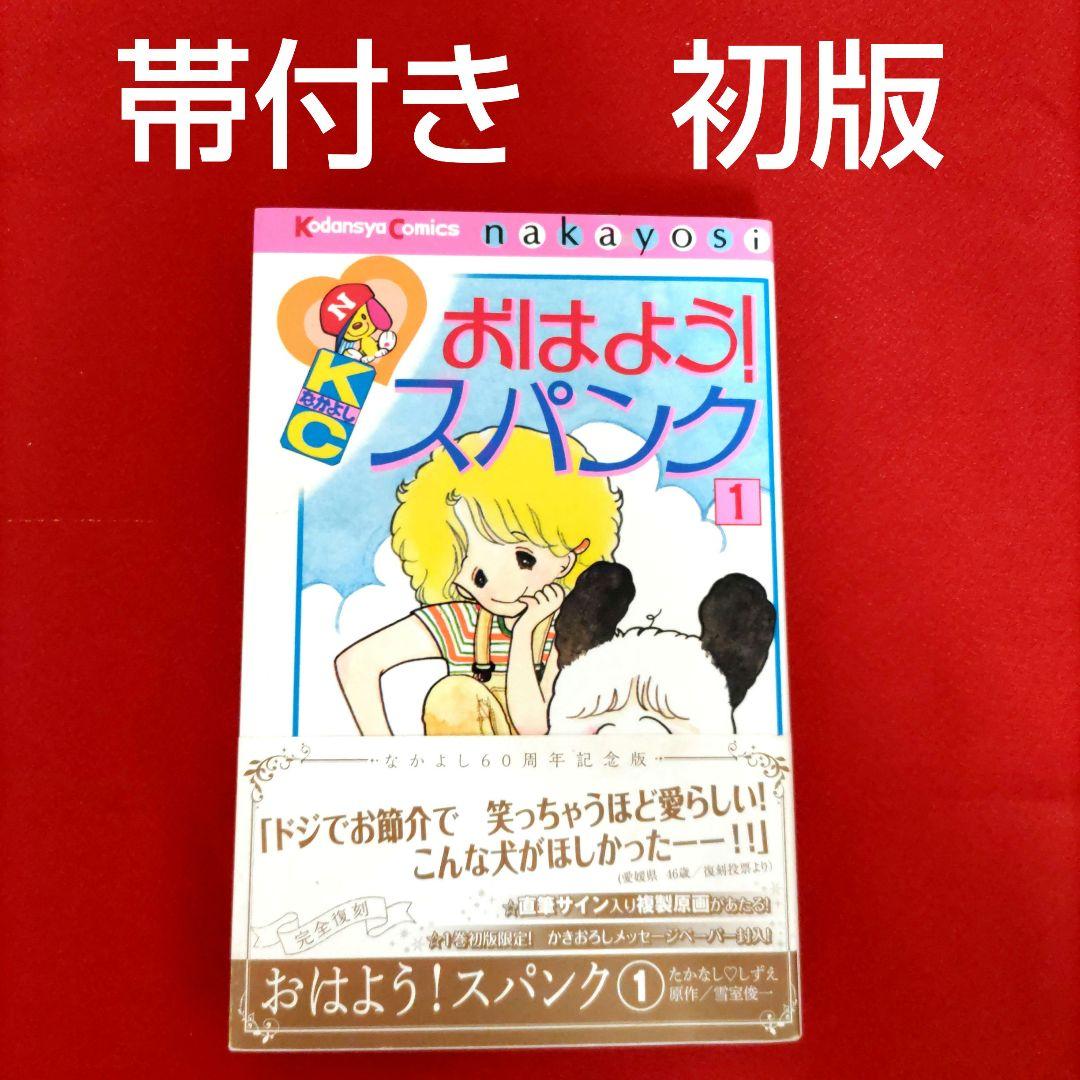 帯付き　初版
Kodansya Comics nakayosi
N
KC
なかよし
おはよう!
スパンク
1
なかよし60周年記念版
「ドジでお節介で　笑っちゃうほど愛らしい!
こんな犬がほしかったーー!!」
(愛媛県　46歳/復刻投票より)
☆直筆サイン入り複製原画があたる!
☆1巻初版限定!　かきおろしメッセージペーパー封入!
完全復刻
おはよう!スパンク①
たかなし♡しずえ
原作/雪室俊一